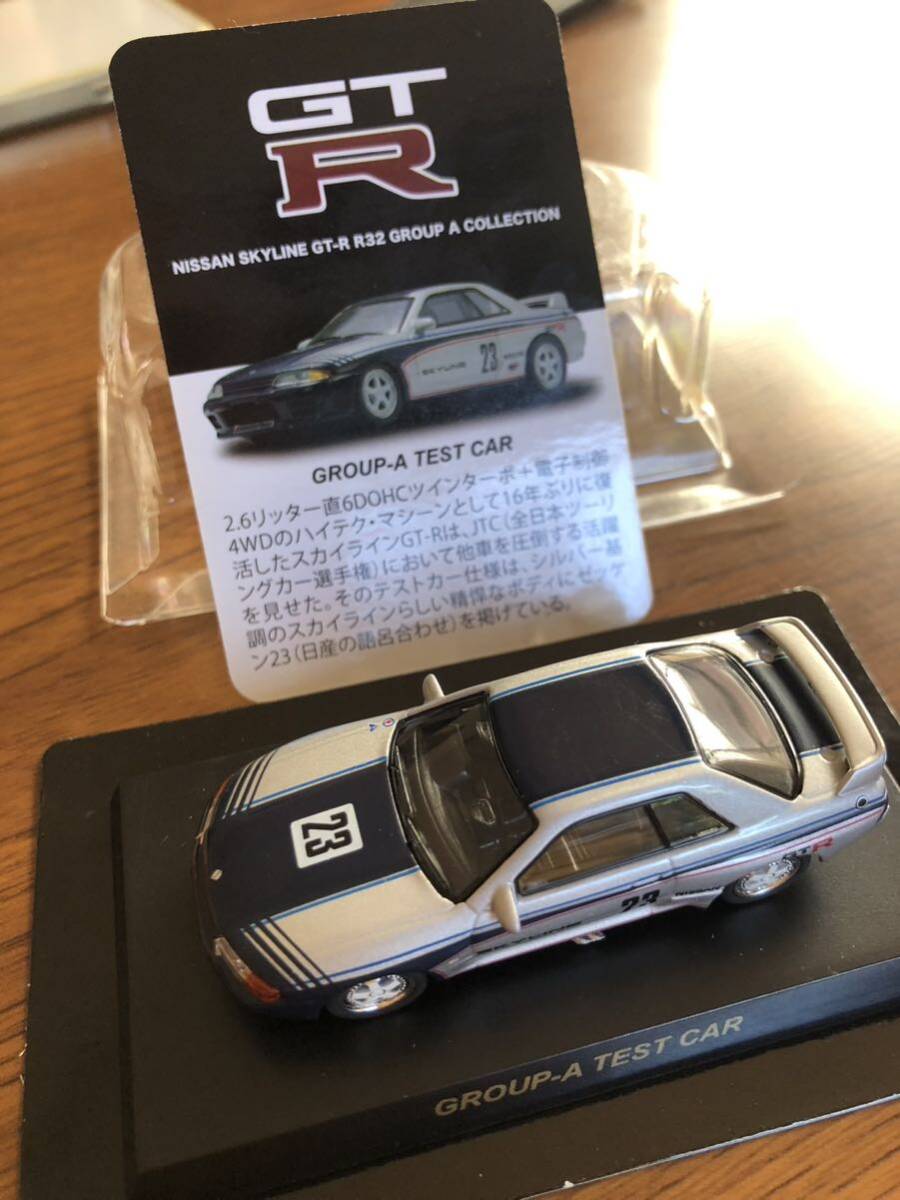 GT
R
NISSAN SKYLINE GT-R R32 GROUP A COLLECTION
SKYLINE
23
GROUP-A TEST CAR
2.6リッター直6DOHCツインターボ+電子制御
4WDのハイテク・マシーンとして16年ぶりに復
活したスカイラインGT-Rは、JTC(全日本ツーリ
ングカー選手権)において他車を圧倒する活躍
を見せた。そのテストカー仕様は、シルバー基
調のスカイラインらしい精悍なボディにゼッケ
ン23(日産の語呂合わせ)を掲げている。
23
SKYLINE
23
NISSAN
GTR
GROUP-A TEST CAR